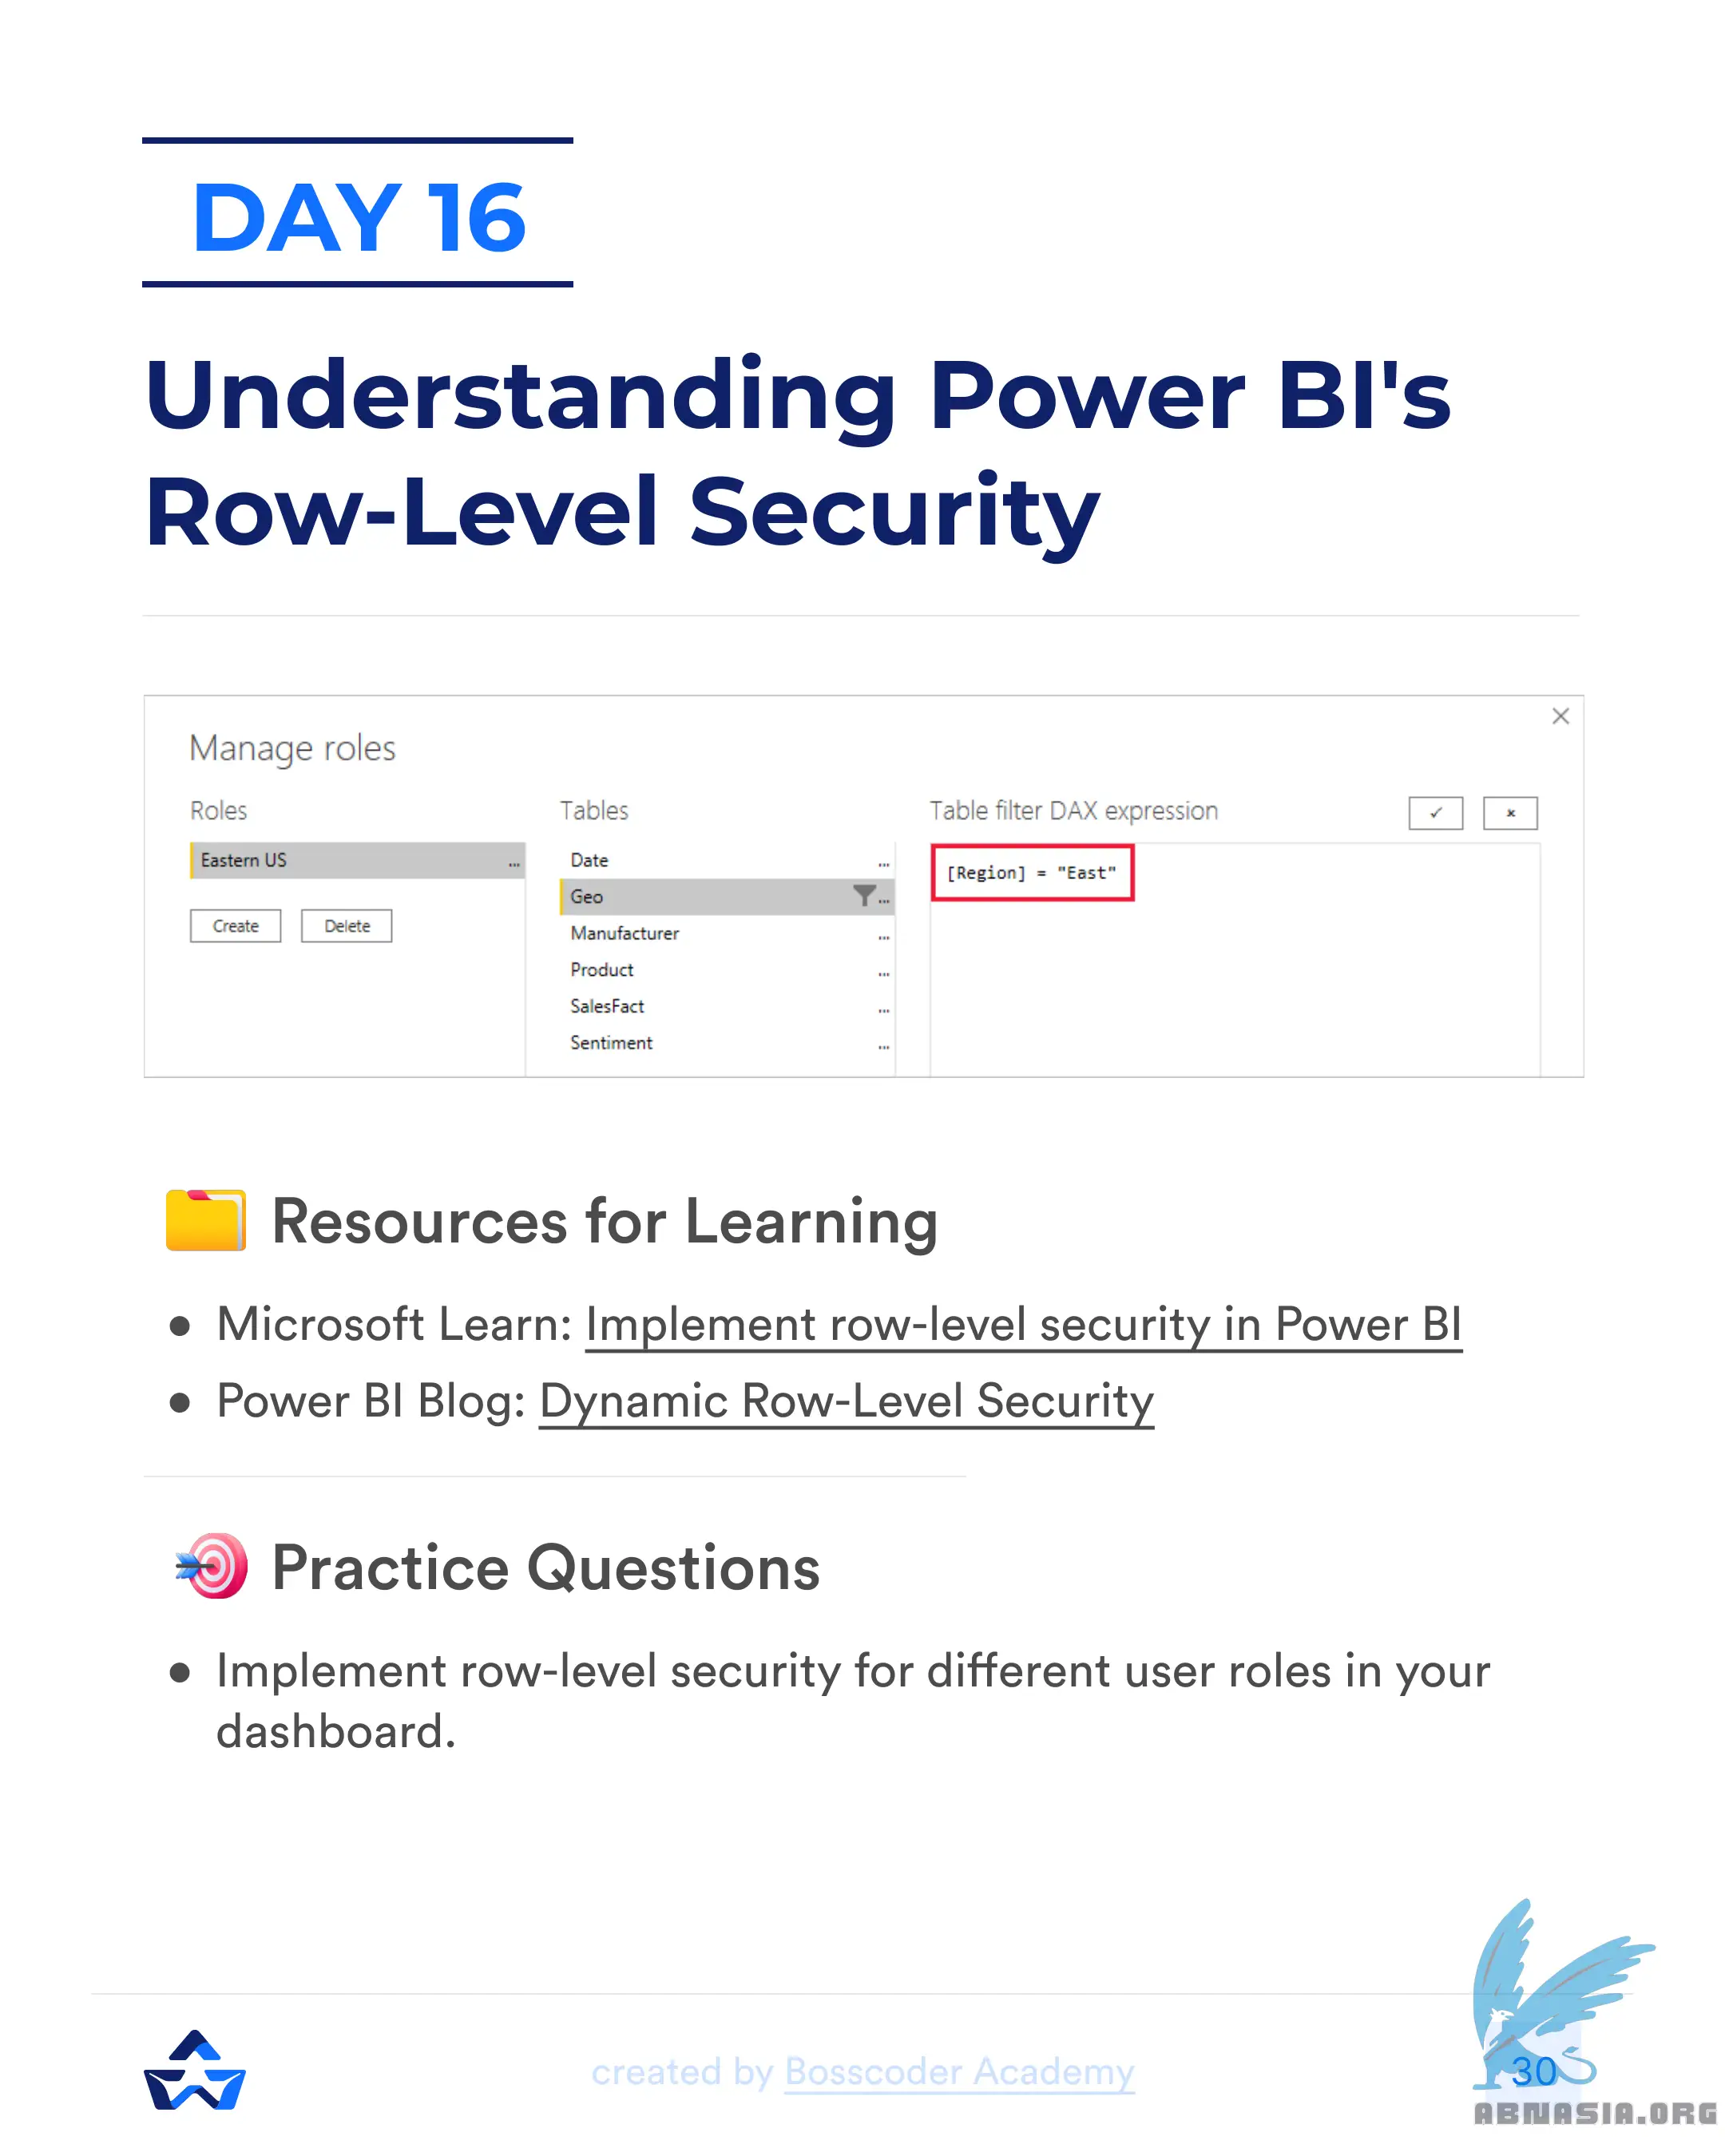 DAY 16
Understanding Power BI's
Row-Level Security
Manage roles
Roles
Eastern US ...
Create Delete
Tables
Date ...
Geo ...
Manufacturer ...
Product ...
SalesFact ...
Sentiment ...
Table filter DAX expression
[Region] = "East"
Resources for Learning
● Microsoft Learn: Implement row-level security in Power BI
● Power BI Blog: Dynamic Row-Level Security
Practice Questions
● Implement row-level security for different user roles in your
dashboard.
created by Bosscoder Academy
30
ABNASIA.ORG